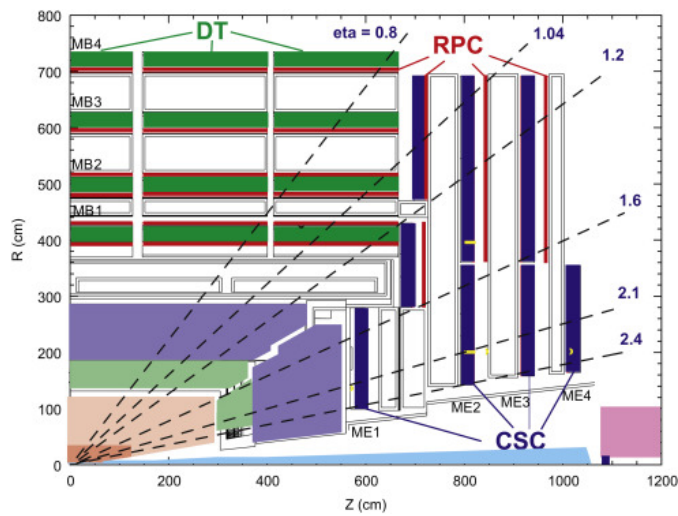 DT
eta = 0.8
RPC
1.04
1.2
1.6
2.1
2.4
MB4
MB3
MB2
MB1
ME1
ME2
ME3
ME4
CSC
R (cm)
800
700
600
500
400
300
200
100
0
0
200
400
600
800
1000
1200
Z (cm)